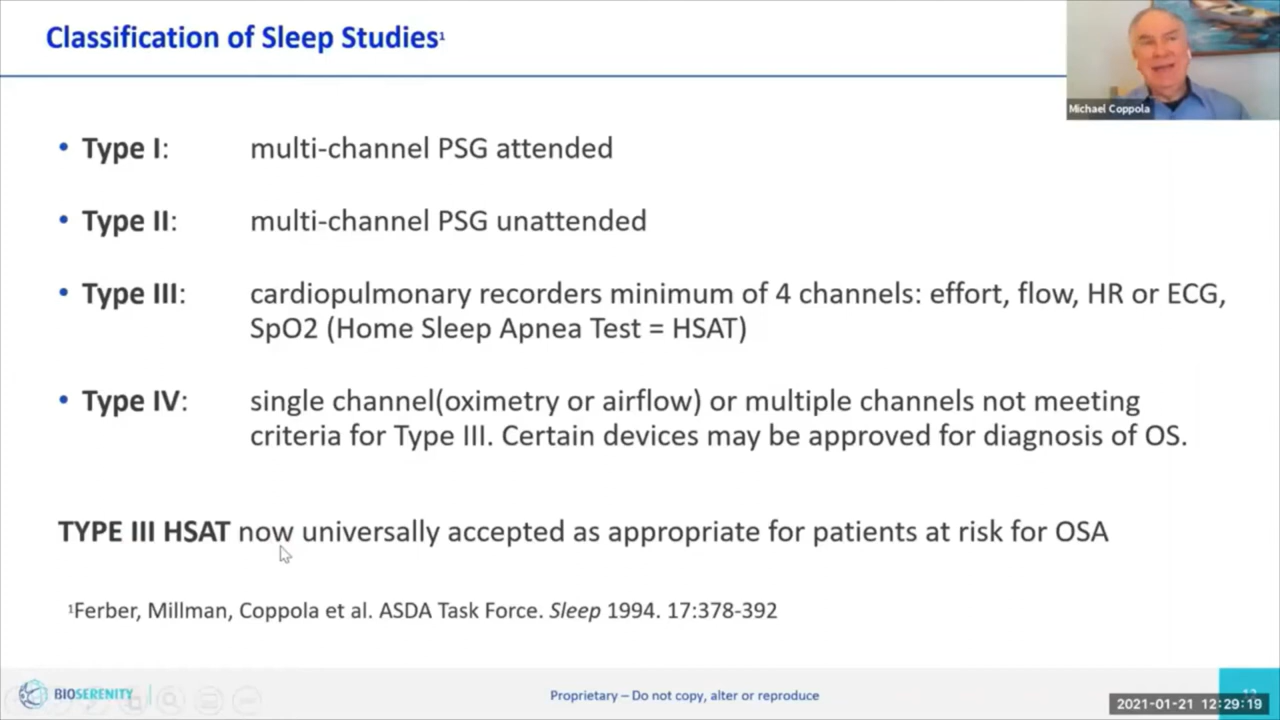 Classification of Sleep Studies¹
Michael Coppola
• Type I: multi-channel PSG attended
• Type II: multi-channel PSG unattended
• Type III: cardiopulmonary recorders minimum of 4 channels: effort, flow, HR or ECG,
SpO2 (Home Sleep Apnea Test = HSAT)
• Type IV: single channel(oximetry or airflow) or multiple channels not meeting
criteria for Type III. Certain devices may be approved for diagnosis of OS.
TYPE III HSAT now universally accepted as appropriate for patients at risk for OSA
¹Ferber, Millman, Coppola et al. ASDA Task Force. Sleep 1994. 17:378-392
BIOSERENITY
Proprietary – Do not copy, alter or reproduce
2021-01-21 12:29:19